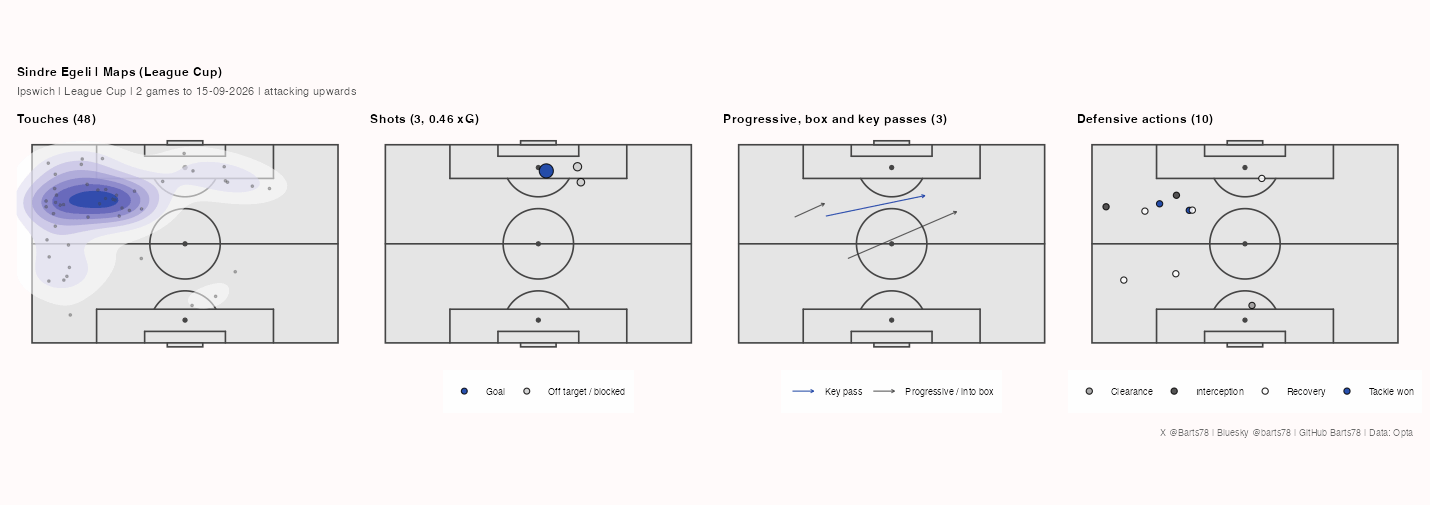 Sindre Egeli | Maps (League Cup)
Ipswich | League Cup | 2 games to 15-09-2026 | attacking upwards
Touches (48)
Shots (3, 0.46 xG)
Progressive, box and key passes (3)
Defensive actions (10)
Goal
Off target / blocked
Key pass
Progressive / into box
Clearance
Interception
Recovery
Tackle won
X @Barts78 | Bluesky @barts78 | GitHub Barts78 | Data: Opta